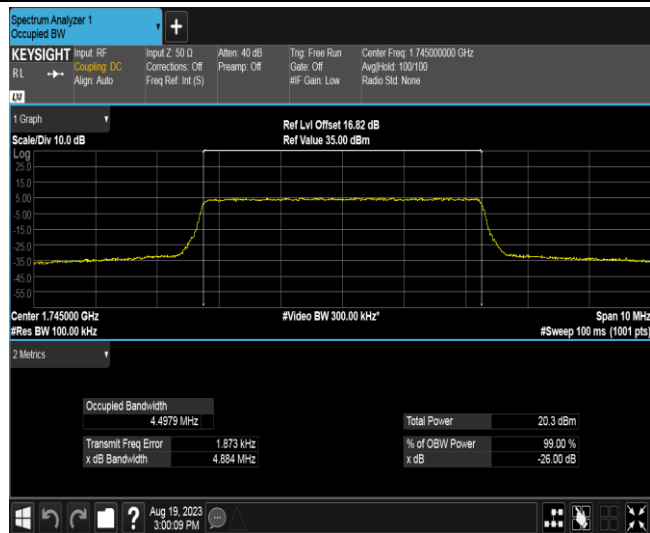 Spectrum Analyzer 1
Occupied BW
+
KEYSIGHT
RL
Input: RF
Coupling: DC
Align: Auto
Input Z: 50 Ω
Corrections: Off
Freq Ref: Int (S)
Atten: 40 dB
Preamp: Off
Trig: Free Run
Gate: Off
#IF Gain: Low
Center Freq: 1.745000000 GHz
Avg|Hold: 100/100
Radio Std: None
LXI
1 Graph
Scale/Div 10.0 dB
Ref Lvl Offset 16.82 dB
Ref Value 35.00 dBm
Log
25.0
15.0
5.00
-5.00
-15.0
-25.0
-35.0
-45.0
-55.0
Center 1.745000 GHz
#Res BW 100.00 kHz
#Video BW 300.00 kHz*
Span 10 MHz
#Sweep 100 ms (1001 pts)
2 Metrics
Occupied Bandwidth
4.4979 MHz
Transmit Freq Error 1.873 kHz
x dB Bandwidth 4.884 MHz
Total Power 20.3 dBm
% of OBW Power 99.00 %
x dB -26.00 dB
?
Aug 19, 2023
3:00:09 PM